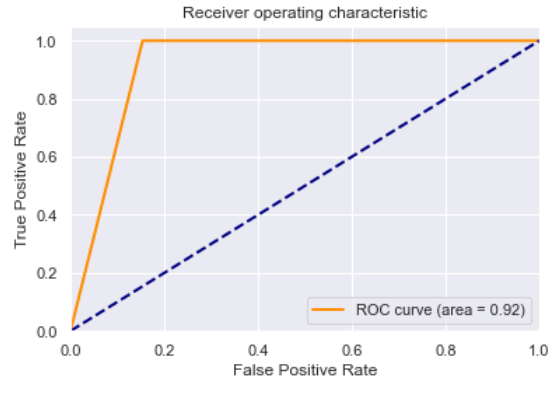 Receiver operating characteristic
1.0
0.8
0.6
0.4
0.2
0.0
True Positive Rate
ROC curve (area = 0.92)
0.0 0.2 0.4 0.6 0.8 1.0
False Positive Rate